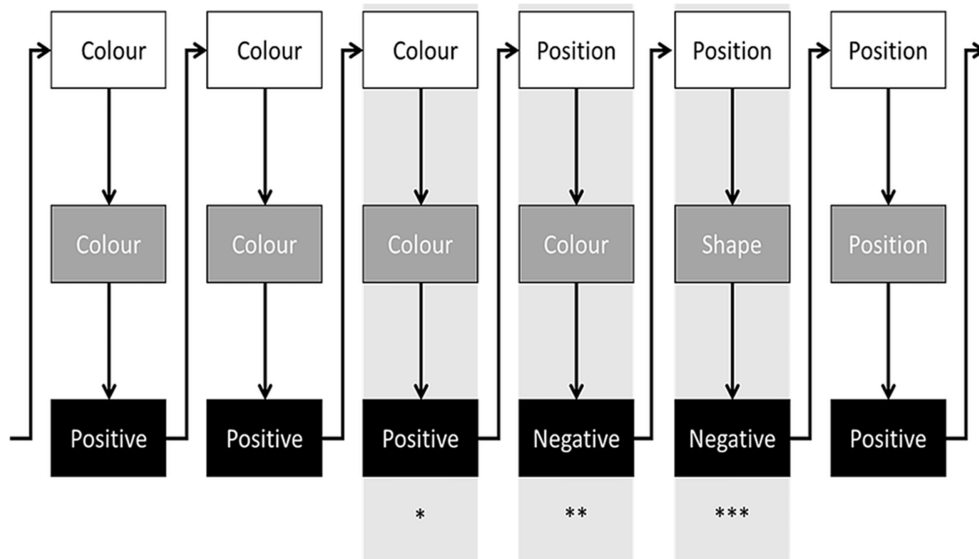 Colour Colour Colour Position Position Position
Colour Colour Colour Colour Shape Position
Positive Positive Positive Negative Negative Positive
* ** ***